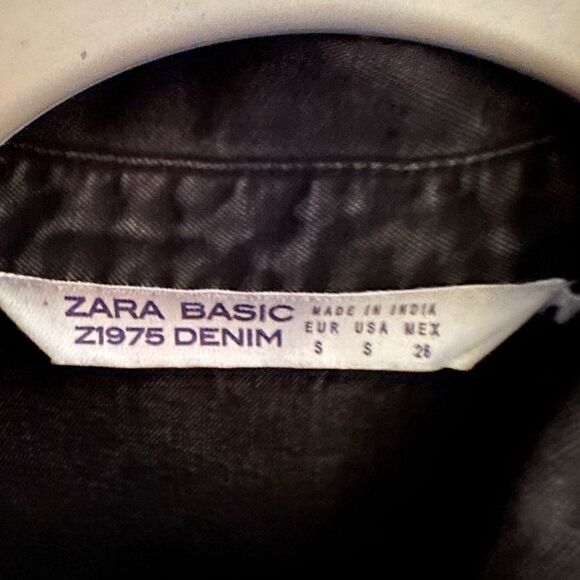 ZARA BASIC
Z1975 DENIM
MADE IN INDIA
EUR USA MEX
S S 26